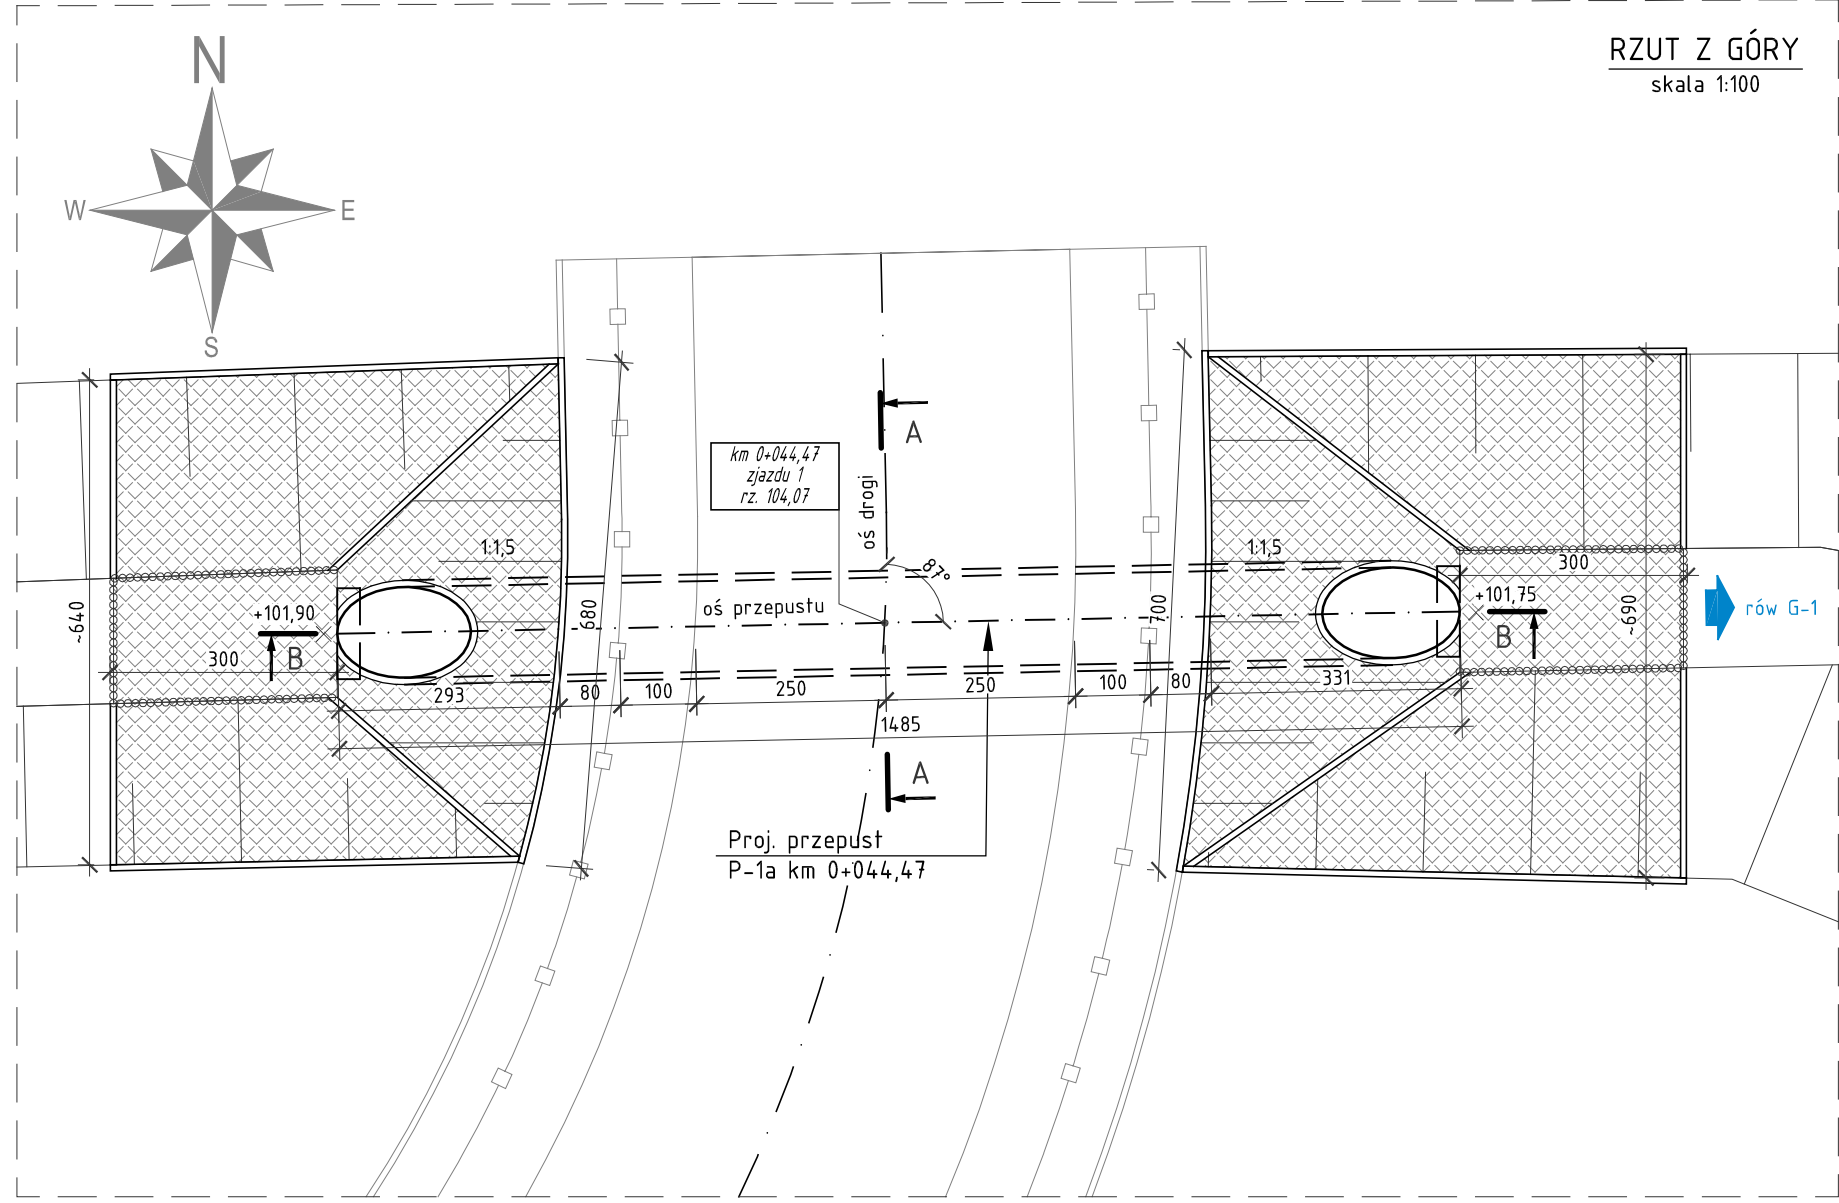 N
W
E
S
RZUT Z GÓRY
skala 1:100
km 0+044,47
zjazdu 1
rz. 104,07
oś drogi
A
87°
1:1,5
1:1,5
300
oś przepustu
+101,90
B
300
~640
680
700
+101,75
B
~690
rów G-1
293
80
100
250
250
100
80
331
1485
A
Proj. przepust
P-1a km 0+044,47